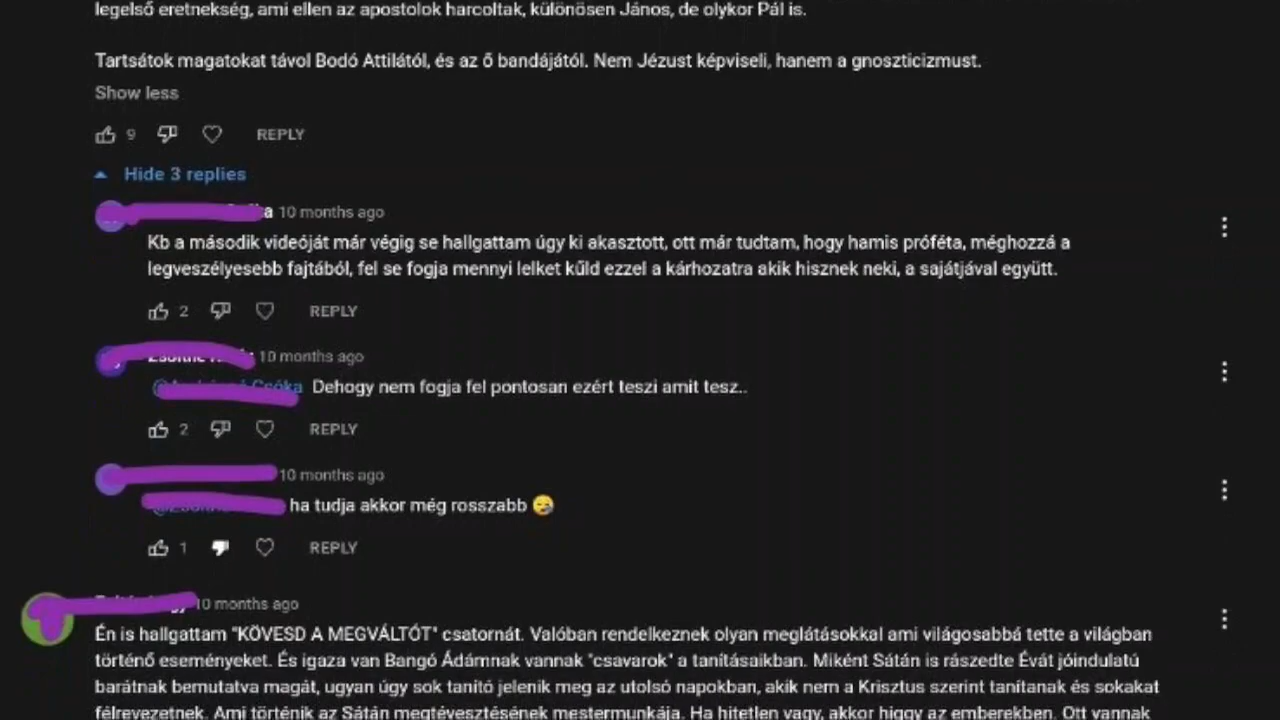 legelső eretnekség, ami ellen az apostolok harcoltak, különösen János, de olykor Pál is.
Tartsátok magatokat távol Bodó Attilától, és az ő bandájától. Nem Jézust képviseli, hanem a gnoszticizmust.
Show less
9 REPLY
Hide 3 replies
10 months ago
Kb a második videóját már végig se hallgattam úgy ki akasztott, ott már tudtam, hogy hamis próféta, méghozzá a
legveszélyesebb fajtából, fel se fogja mennyi lelket kűld ezzel a kárhozatra akik hisznek neki, a sajátjával együtt.
2 REPLY
10 months ago
Dehogy nem fogja fel pontosan ezért teszi amit tesz..
2 REPLY
10 months ago
ha tudja akkor még rosszabb
1 REPLY
10 months ago
Én is hallgattam "KÖVESD A MEGVÁLTÓT" csatornát. Valóban rendelkeznek olyan meglátásokkal ami világosabbá tette a világban
történő eseményeket. És igaza van Bangó Ádámnak vannak "csavarok" a tanításaikban. Miként Sátán is rászedte Évát jóindulatú
barátnak bemutatva magát, ugyan úgy sok tanító jelenik meg az utolsó napokban, akik nem a Krisztus szerint tanítanak és sokakat
félrevezetnek. Ami történik az Sátán megtévesztésének mestermunkája. Ha hitetlen vagy, akkor higgy az emberekben. Ott vannak